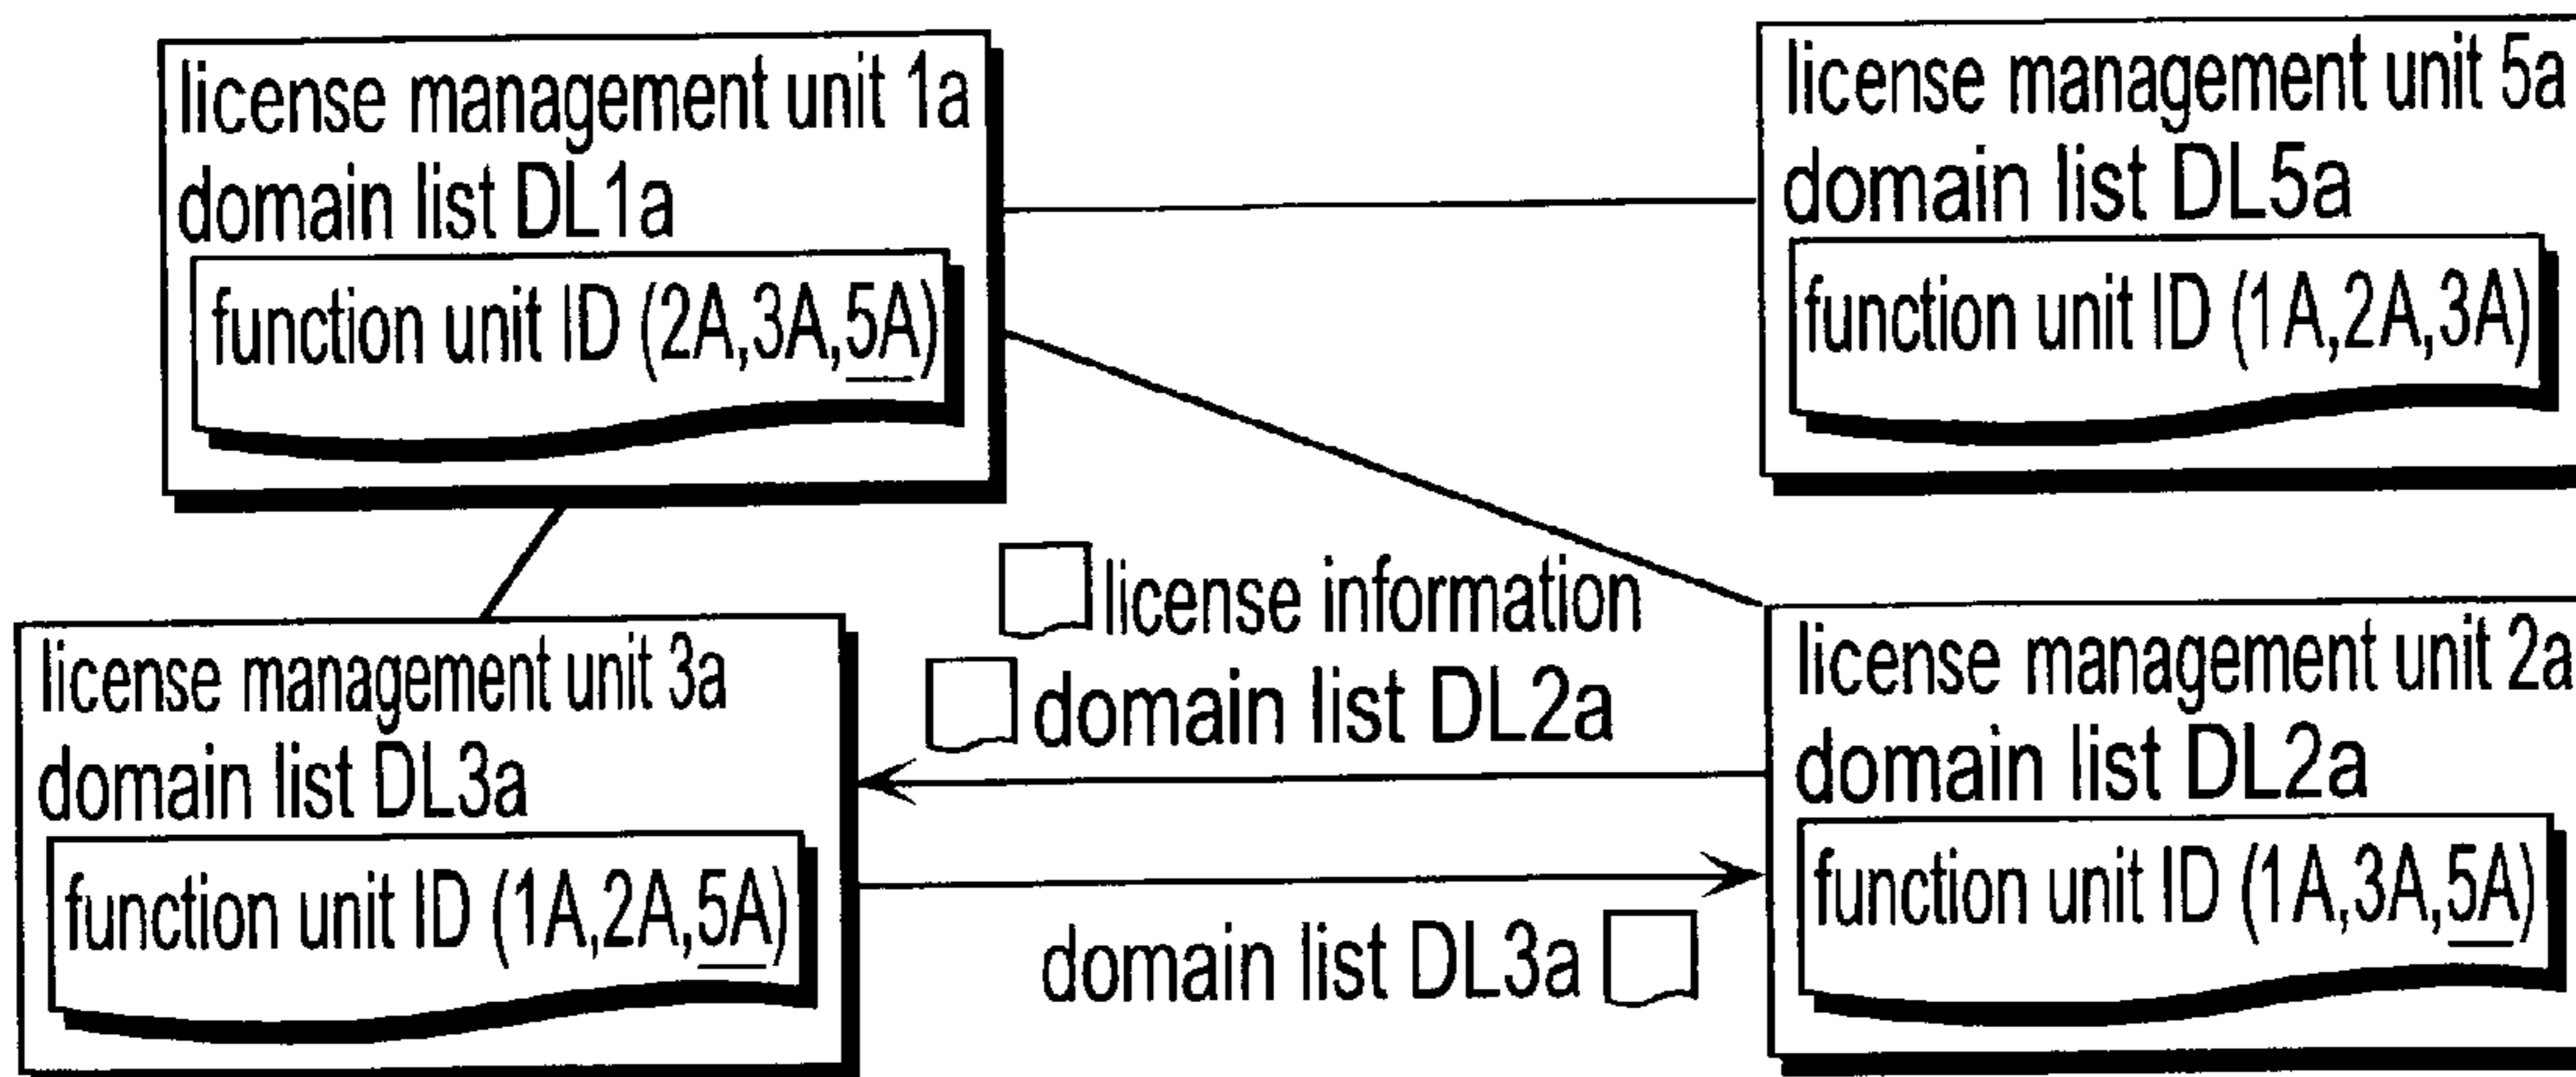 license management unit 1a
domain list DL1a
function unit ID (2A,3A,5A)
license management unit 5a
domain list DL5a
function unit ID (1A,2A,3A)
license information
domain list DL2a
license management unit 3a
domain list DL3a
function unit ID (1A,2A,5A)
domain list DL3a
license management unit 2a
domain list DL2a
function unit ID (1A,3A,5A)